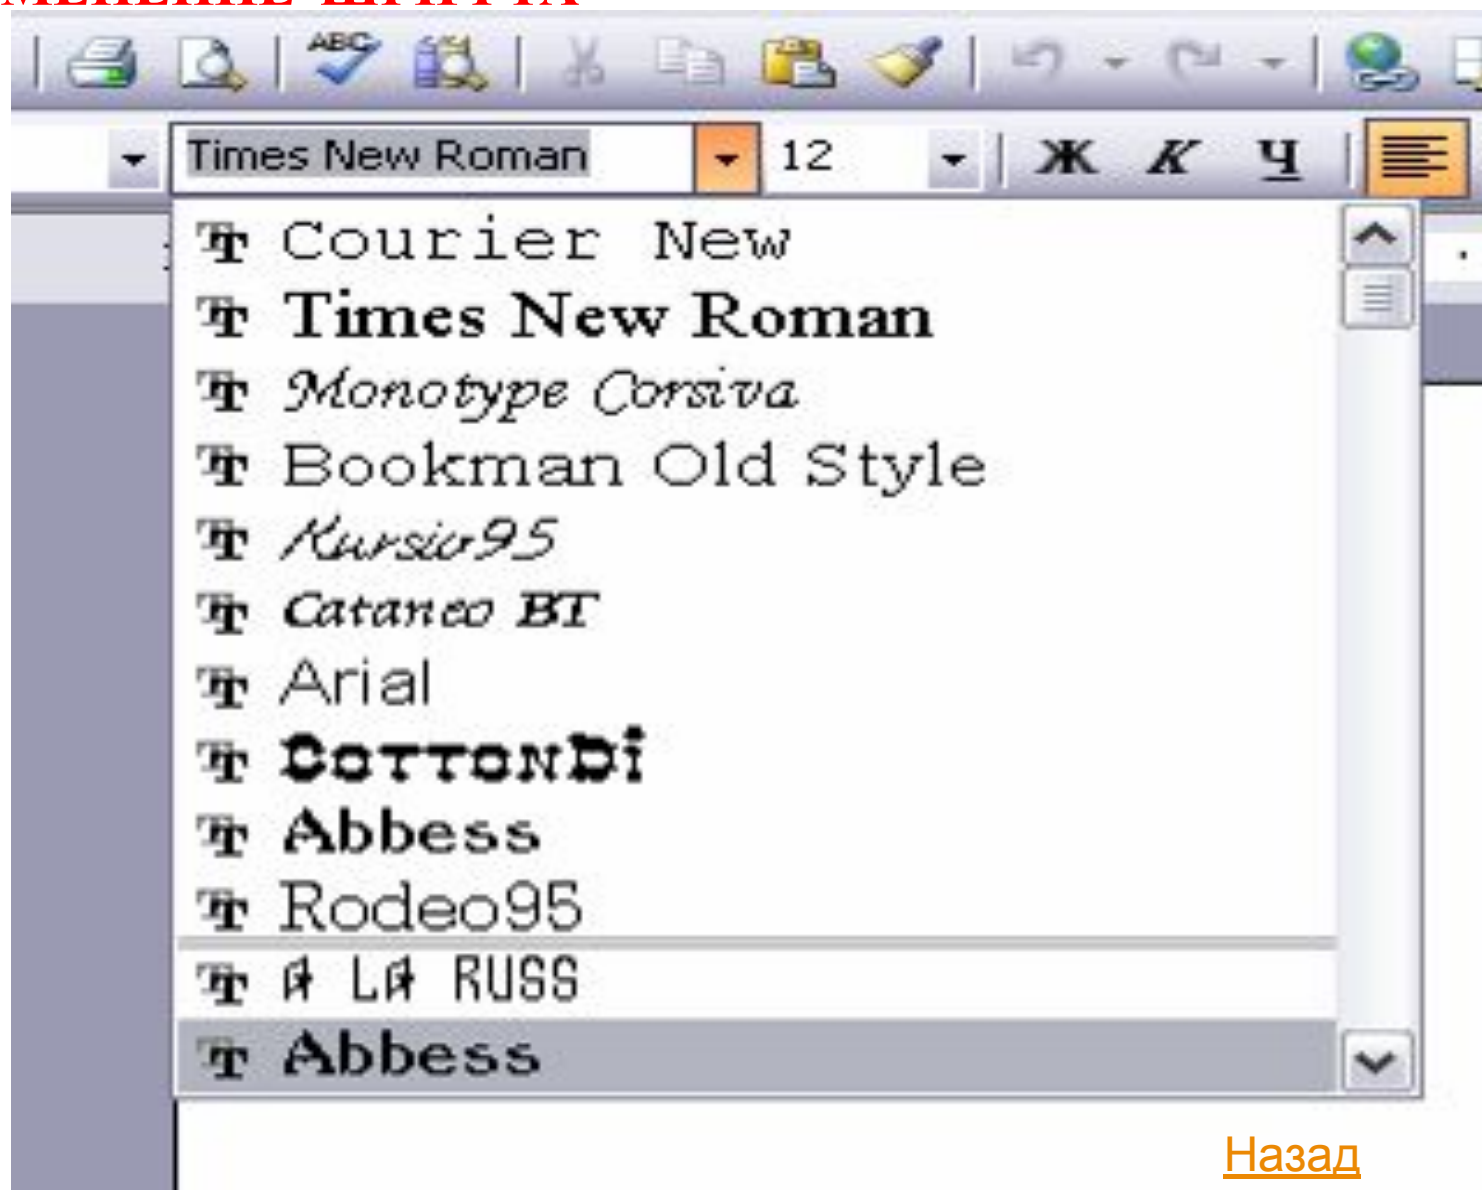 ABC
Times New Roman 12 Ж К Ч
Courier New
Times New Roman
Monotype Corsiva
Bookman Old Style
Kursiv95
Cataneo BT
Arial
CottonDi
Abbess
Rodeo95
A LA RUSS
Abbess
Назад